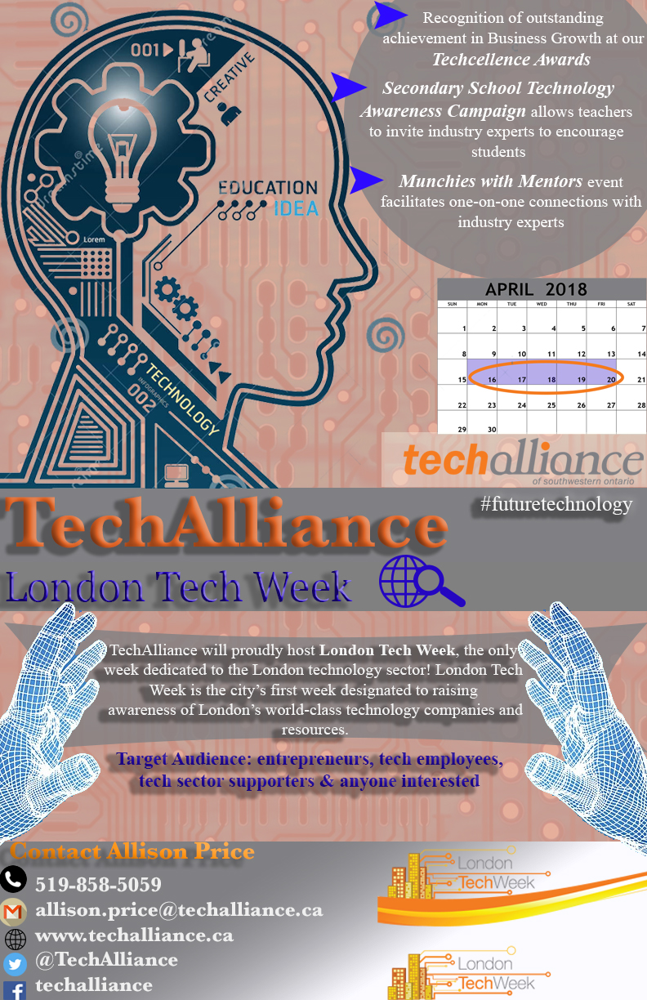 Recognition of outstanding
achievement in Business Growth at our
Techcellence Awards
Secondary School Technology
Awareness Campaign allows teachers
to invite industry experts to encourage
students
Munchies with Mentors event
facilitates one-on-one connections with
industry experts
001
CREATIVE
dreamstime
EDUCATION
IDEA
Lorem
TECHNOLOGY
INFOGRAPHICS
002
APRIL 2018
SUN MON TUE WED THU FRI SAT
1 2 3 4 5 6 7
8 9 10 11 12 13 14
15 16 17 18 19 20 21
22 23 24 25 26 27 28
29 30
techalliance
of southwestern ontario
#futuretechnology
TechAlliance
London Tech Week
TechAlliance will proudly host London Tech Week, the only
week dedicated to the London technology sector! London Tech
Week is the city’s first week designated to raising
awareness of London’s world-class technology companies and
resources.
Target Audience: entrepreneurs, tech employees,
tech sector supporters & anyone interested
Contact Allison Price
519-858-5059
allison.price@techalliance.ca
www.techalliance.ca
@TechAlliance
techalliance
London
TechWeek
London
TechWeek